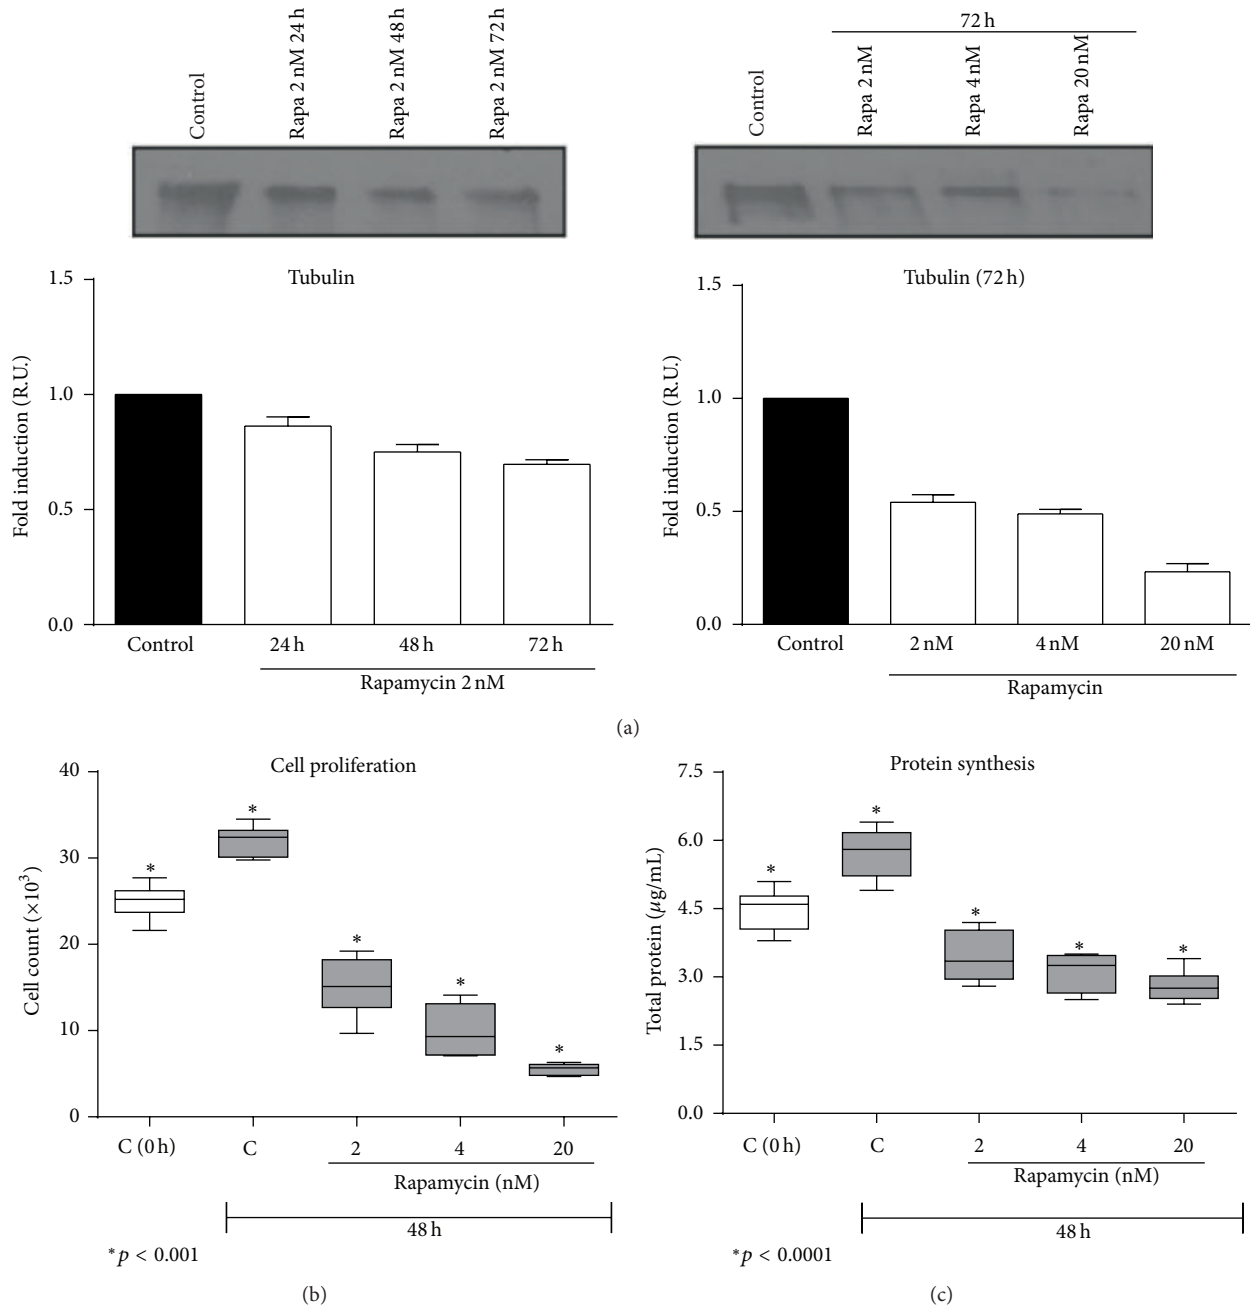 Control
Rapa 2 nM 24 h
Rapa 2 nM 48 h
Rapa 2 nM 72 h
72 h
Control
Rapa 2 nM
Rapa 4 nM
Rapa 20 nM
Tubulin
Fold induction (R.U.)
1.5
1.0
0.5
0.0
Control
24 h
48 h
72 h
Rapamycin 2 nM
Tubulin (72 h)
Fold induction (R.U.)
1.5
1.0
0.5
0.0
Control
2 nM
4 nM
20 nM
Rapamycin
(a)
Cell proliferation
Cell count (×10³)
40
30
20
10
0
*
*
*
*
*
C (0 h)
C
2
4
20
Rapamycin (nM)
48 h
*p < 0.001
(b)
Protein synthesis
Total protein (μg/mL)
7.5
6.0
4.5
3.0
1.5
0.0
*
*
*
*
*
C (0 h)
C
2
4
20
Rapamycin (nM)
48 h
*p < 0.0001
(c)